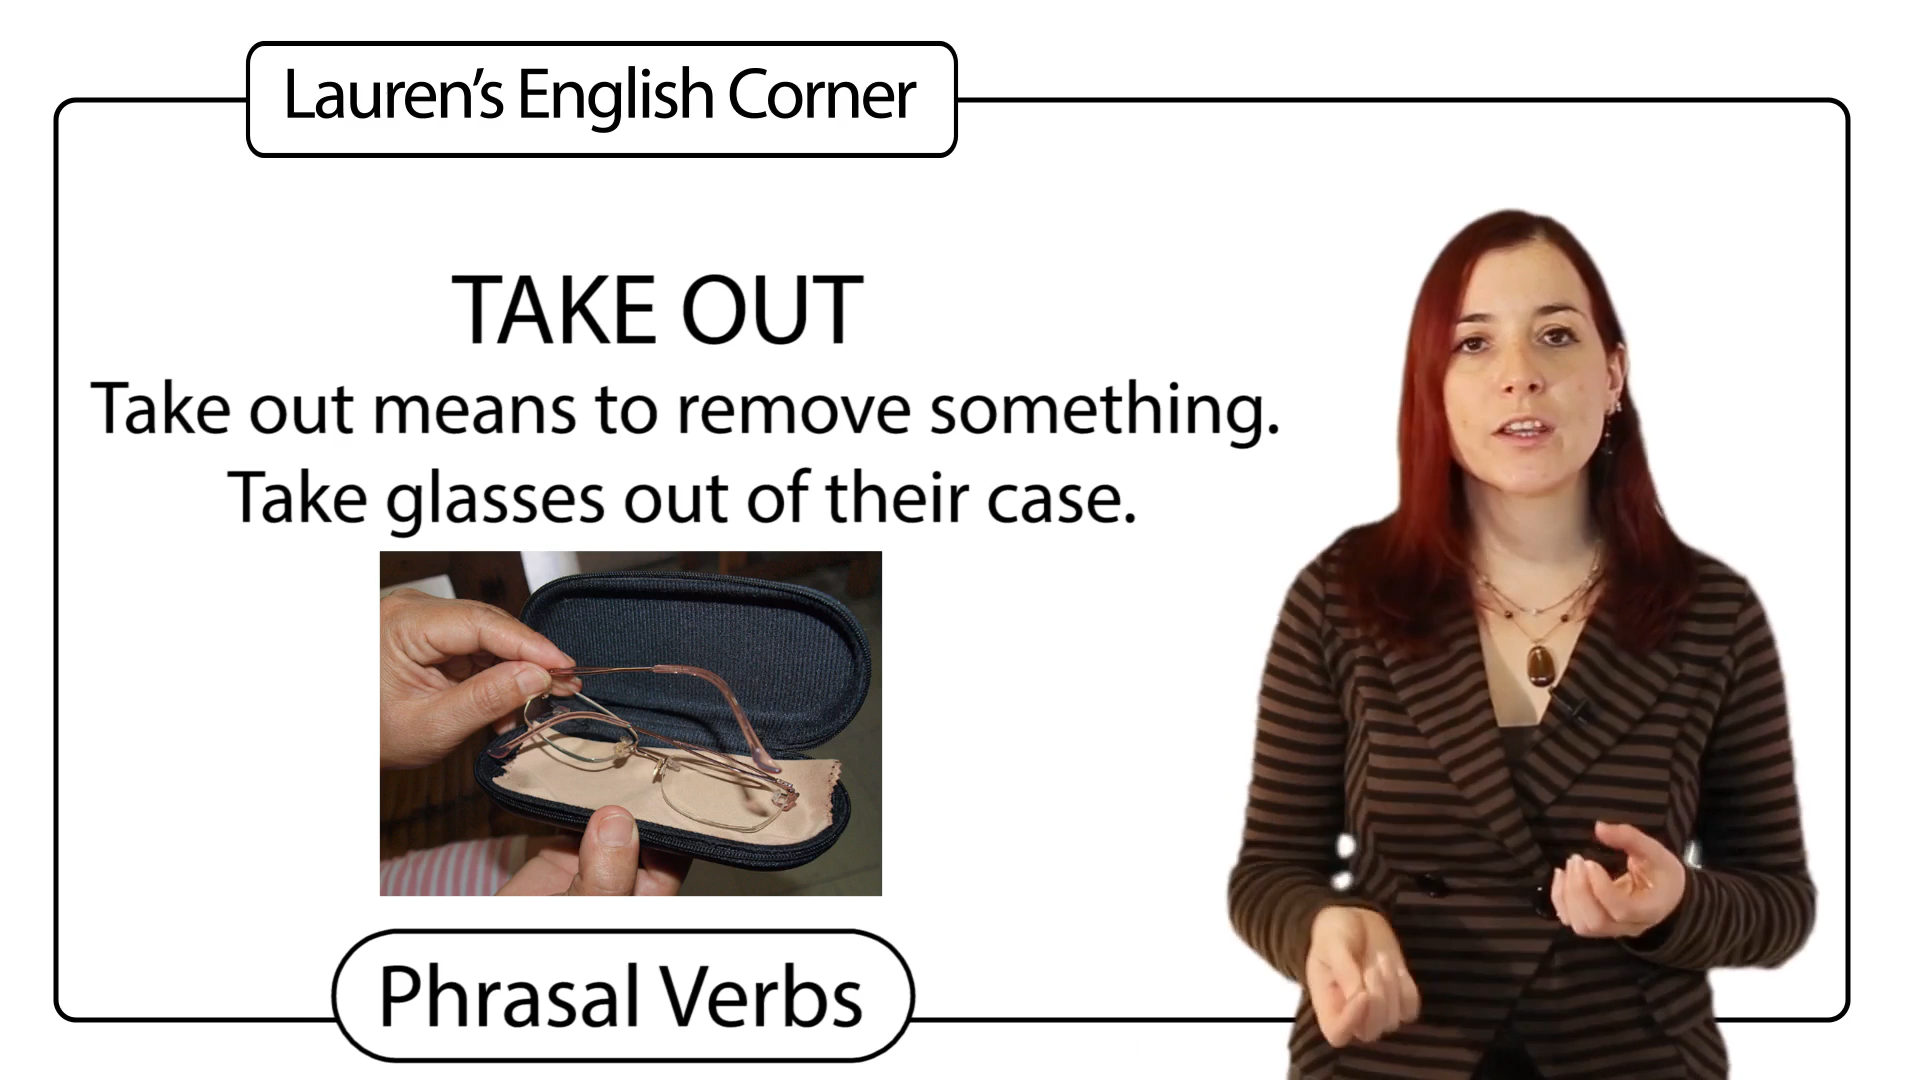 Lauren’s English Corner
TAKE OUT
Take out means to remove something.
Take glasses out of their case.
Phrasal Verbs